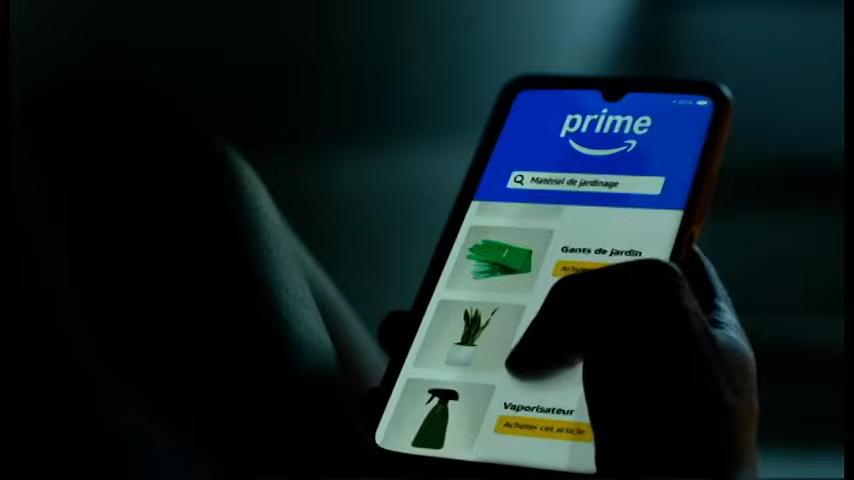 prime
Matériel de jardinage
Gants de jardin
Vaporisateur
Acheter cet article